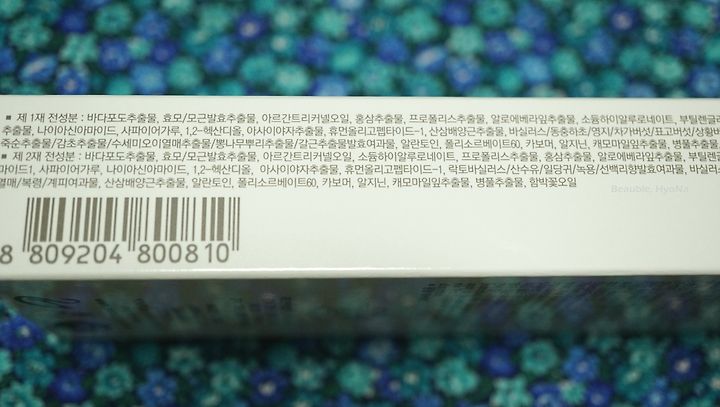 ■ 제 1재 전성분 : 바다포도추출물, 효모/모근발효추출물, 아르간트리커넬오일, 홍삼추출물, 프로폴리스추출물, 알로에베라잎추출물, 소듐하이알루로네이트, 부틸렌글
추출물, 나이아신아마이드, 사파이어가루, 1,2-헥산디올, 아사이야자추출물, 휴먼올리고펩타이드-1, 산삼배양근추출물, 바실러스/동충하초/영지/차가버섯/표고버섯/상황버
죽순추출물/감초추출물/수세미오이열매추출물/뽕나무뿌리추출물/갈근추출물발효여과물, 알란토인, 폴리소르베이트60, 카보머, 알지닌, 캐모마일잎추출물, 병풀추출물,
■ 제 2재 전성분 : 바다포도추출물, 효모/모근발효추출물, 아르간트리커넬오일, 소듐하이알루로네이트, 프로폴리스추출물, 홍삼추출물, 알로에베라잎추출물, 부틸렌
마이드1, 사파이어가루, 나이아신아마이드, 1,2-헥산디올, 아사이야자추출물, 휴먼올리고펩타이드-1, 락토바실러스/산수유/일당귀/녹용/선백리향발효여과물, 바실러스
열매/복령/계피여과물, 산삼배양근추출물, 알란토인, 폴리소르베이트60, 카보머, 알지닌, 캐모마일잎추출물, 병풀추출물, 함박꽃오일
Beauble, HyoNa
8 809204 800810